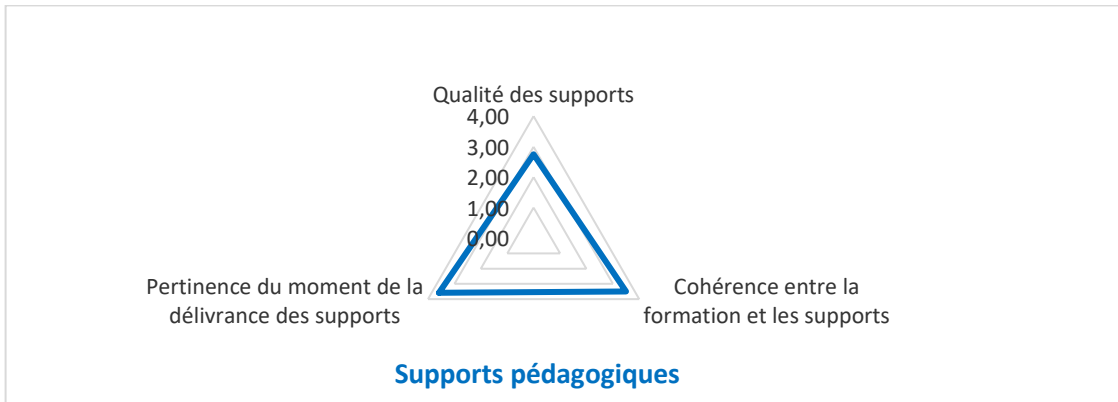 Qualité des supports
4,00
3,00
2,00
1,00
0,00
Pertinence du moment de la
délivrance des supports
Cohérence entre la
formation et les supports
Supports pédagogiques